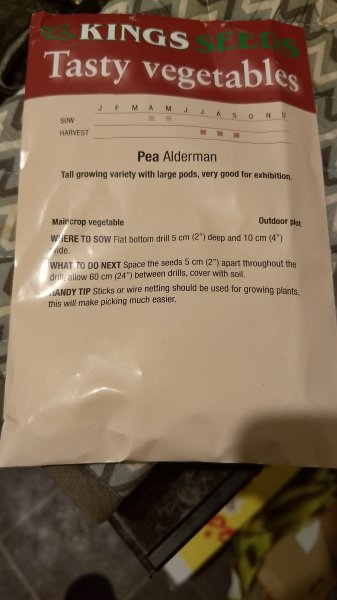 KINGS SEEDS
Tasty vegetables
J F M A M J J A S O N D
SOW
HARVEST
Pea Alderman
Tall growing variety with large pods, very good for exhibition.
Maincrop vegetable Outdoor plot
WHERE TO SOW Flat bottom drill 5 cm (2") deep and 10 cm (4")
wide.
WHAT TO DO NEXT Space the seeds 5 cm (2") apart throughout the
drill, allow 60 cm (24") between drills, cover with soil.
HANDY TIP Sticks or wire netting should be used for growing plants,
this will make picking much easier.